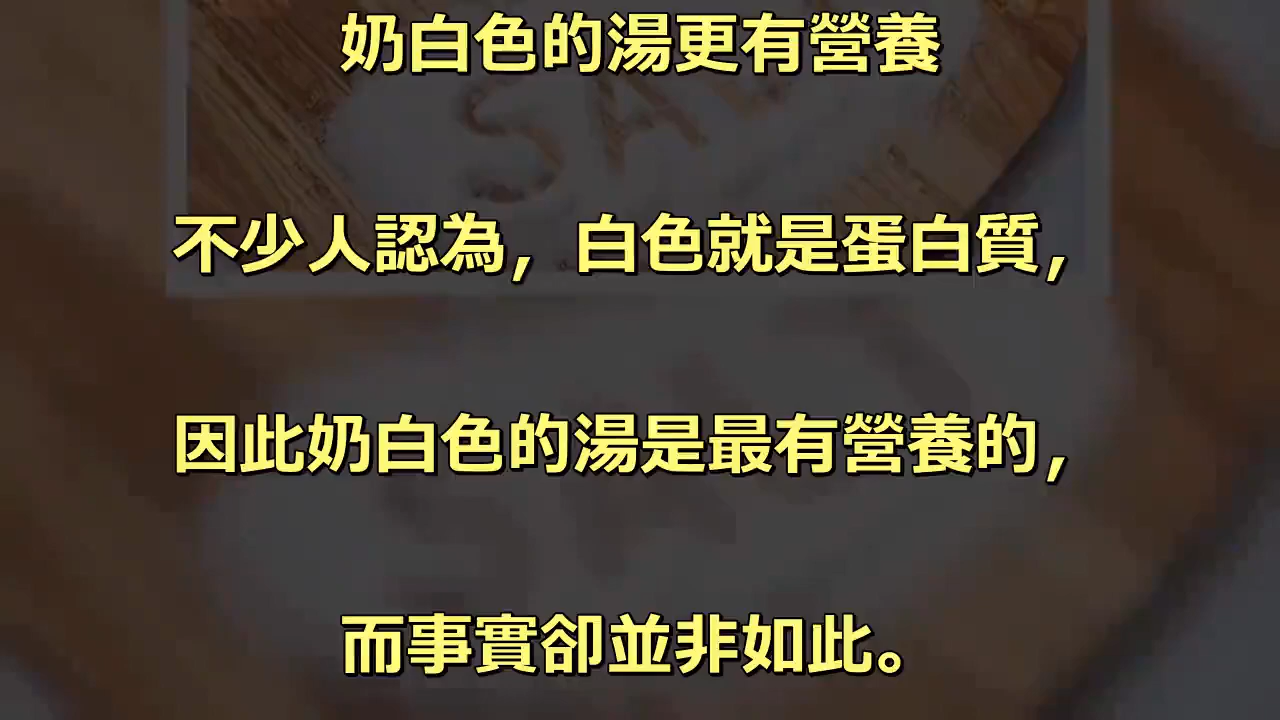 奶白色的湯更有營養
SALT
不少人認為，白色就是蛋白質，
因此奶白色的湯是最有營養的，
而事實卻並非如此。